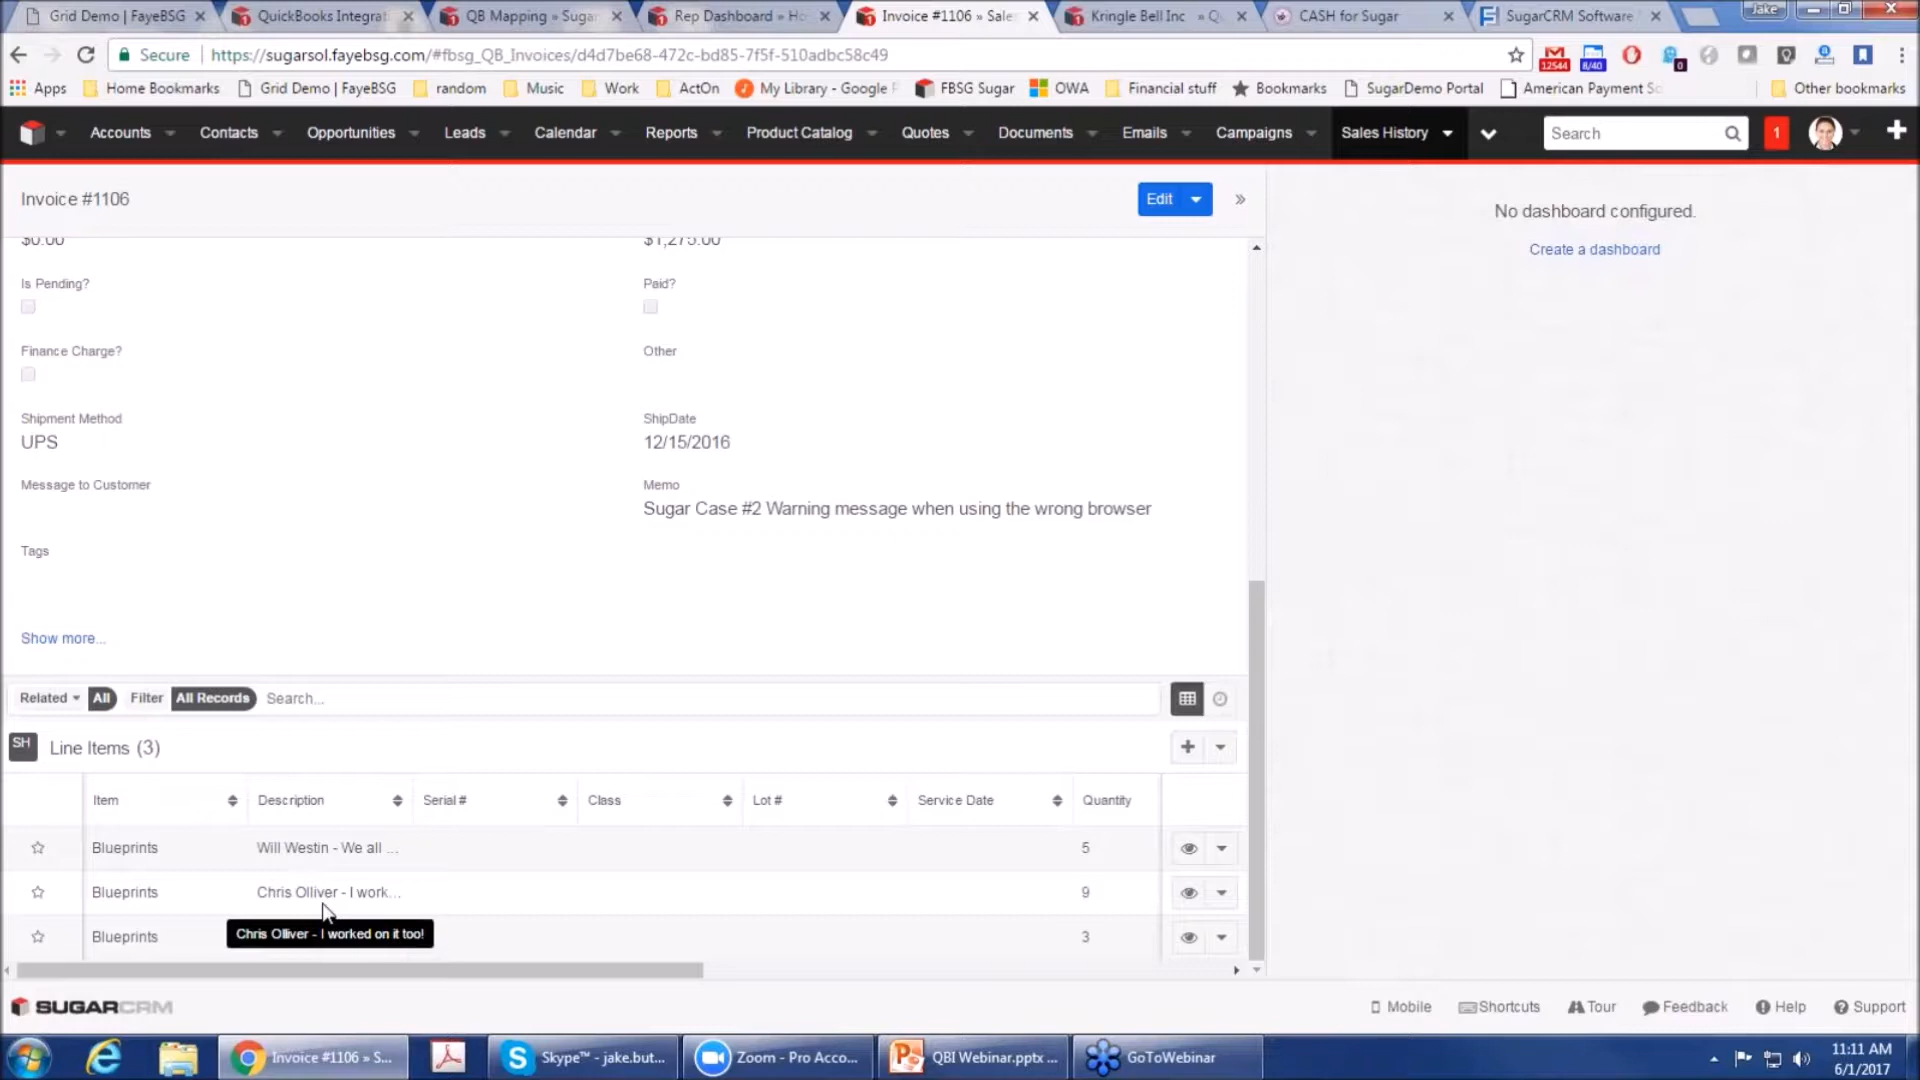 Grid Demo | FayeBSG
QuickBooks Integrat
QB Mapping » Sugar
Rep Dashboard » Ho
Invoice #1106 » Sale
Kringle Bell Inc » Q
CASH for Sugar
SugarCRM Software
Jake
Secure
https://sugarsol.fayebsg.com/#fbsg_QB_Invoices/d4d7be68-472c-bd85-7f5f-510adbc58c49
12544
8/40
0
Apps
Home Bookmarks
Grid Demo | FayeBSG
random
Music
Work
ActOn
My Library - Google
FBSG Sugar
OWA
Financial stuff
Bookmarks
SugarDemo Portal
American Payment So
Other bookmarks
Accounts
Contacts
Opportunities
Leads
Calendar
Reports
Product Catalog
Quotes
Documents
Emails
Campaigns
Sales History
Search
1
Invoice #1106
Edit
No dashboard configured.
Create a dashboard
$0.00
$1,275.00
Is Pending?
Paid?
Finance Charge?
Other
Shipment Method
UPS
ShipDate
12/15/2016
Message to Customer
Memo
Sugar Case #2 Warning message when using the wrong browser
Tags
Show more...
Related
All
Filter
All Records
Search...
SH
Line Items (3)
Item
Description
Serial #
Class
Lot #
Service Date
Quantity
Blueprints
Will Westin - We all ...
5
Blueprints
Chris Olliver - I work...
9
Blueprints
Chris Olliver - I worked on it too!
3
SUGARCRM
Mobile
Shortcuts
Tour
Feedback
Help
Support
Invoice #1106 » S...
Skype™ - jake.but...
Zoom - Pro Acco...
QBI Webinar.pptx ...
GoToWebinar
11:11 AM
6/1/2017